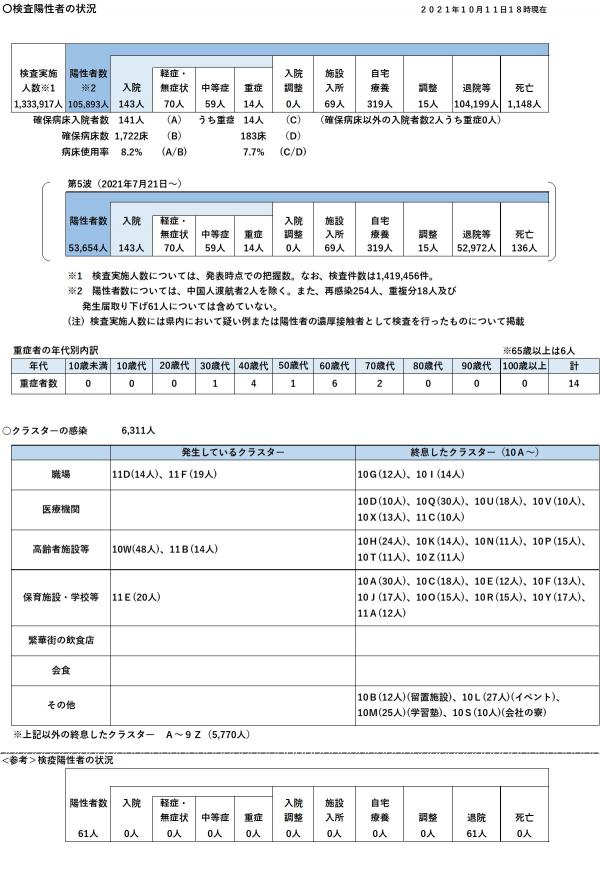 〇検査陽性者の状況
２０２１年１０月１１日１８時現在
検査実施人数※1 陽性者数※2 入院 軽症・無症状 中等症 重症 入院調整 施設入所 自宅療養 調整 退院等 死亡
1,333,917人 105,893人 143人 70人 59人 14人 0人 69人 319人 15人 104,199人 1,148人
確保病床入院者数 141人 （A） うち重症 14人 （C） （確保病床以外の入院者数2人うち重症0人）
確保病床数 1,722床 （B） 183床 （D）
病床使用率 8.2% （A/B） 7.7% （C/D）
第5波（2021年7月21日〜）
陽性者数 入院 軽症・無症状 中等症 重症 入院調整 施設入所 自宅療養 調整 退院等 死亡
53,654人 143人 70人 59人 14人 0人 69人 319人 15人 52,972人 136人
※1　検査実施人数については、発表時点での把握数。なお、検査件数は1,419,456件。
※2　陽性者数については、中国人渡航者2人を除く。また、再感染254人、重複分18人及び
発生届取り下げ61人については含めていない。
（注）検査実施人数には県内において疑い例または陽性者の濃厚接触者として検査を行ったものについて掲載
重症者の年代別内訳
※65歳以上は6人
年代 10歳未満 10歳代 20歳代 30歳代 40歳代 50歳代 60歳代 70歳代 80歳代 90歳代 100歳以上 計
重症者数 0 0 0 1 4 1 6 2 0 0 0 14
〇クラスターの感染 6,311人
発生しているクラスター 終息したクラスター（10Ａ〜）
職場 11Ｄ(14人）、11Ｆ（19人） 10Ｇ(12人）、10Ｉ（14人）
医療機関 10Ｄ(10人）、10Ｑ(30人）、10Ｕ(18人）、10Ｖ(10人）、
10Ｘ(13人）、11Ｃ(10人）
高齢者施設等 10W(48人）、11Ｂ(14人） 10Ｈ(24人）、10Ｋ(14人）、10Ｎ(11人）、10Ｐ(15人）、
10Ｔ(11人）、10Ｚ(11人）
保育施設・学校等 11Ｅ(20人） 10Ａ(30人）、10Ｃ(18人）、10Ｅ(12人）、10Ｆ(13人）、
10Ｊ(17人）、10Ｏ(15人）、10Ｒ(15人）、10Ｙ(17人）、
11Ａ(12人）
繁華街の飲食店
会食
その他 10Ｂ(12人）(留置施設）、10Ｌ(27人）(イベント）、
10M(25人）(学習塾）、10Ｓ(10人）(会社の寮）
※上記以外の終息したクラスター　Ａ〜９Ｚ（5,770人）
＜参考＞検疫陽性者の状況
陽性者数 入院 軽症・無症状 中等症 重症 入院調整 施設入所 自宅療養 調整 退院 死亡
61人 0人 0人 0人 0人 0人 0人 0人 0人 61人 0人